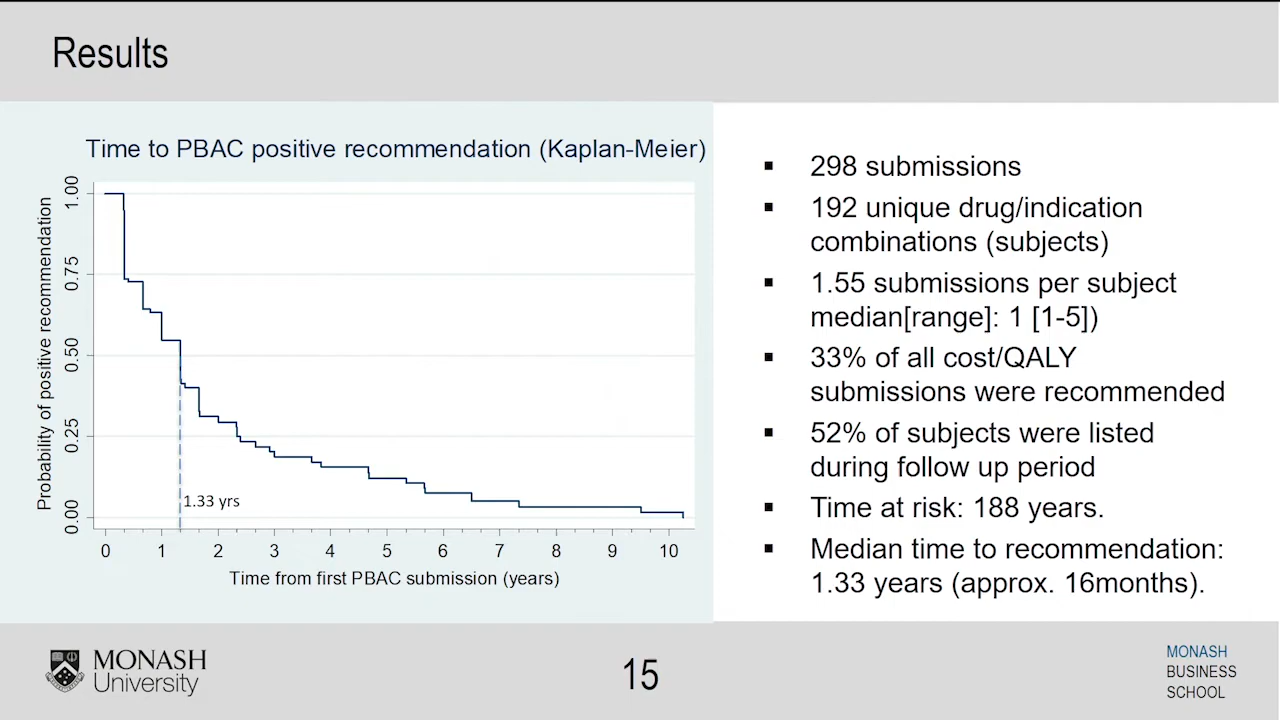 Results
Time to PBAC positive recommendation (Kaplan-Meier)
Probability of positive recommendation
1.00
0.75
0.50
0.25
0.00
1.33 yrs
0 1 2 3 4 5 6 7 8 9 10
Time from first PBAC submission (years)
▪ 298 submissions
▪ 192 unique drug/indication
combinations (subjects)
▪ 1.55 submissions per subject
median[range]: 1 [1-5])
▪ 33% of all cost/QALY
submissions were recommended
▪ 52% of subjects were listed
during follow up period
▪ Time at risk: 188 years.
▪ Median time to recommendation:
1.33 years (approx. 16months).
MONASH
University
15
MONASH
BUSINESS
SCHOOL